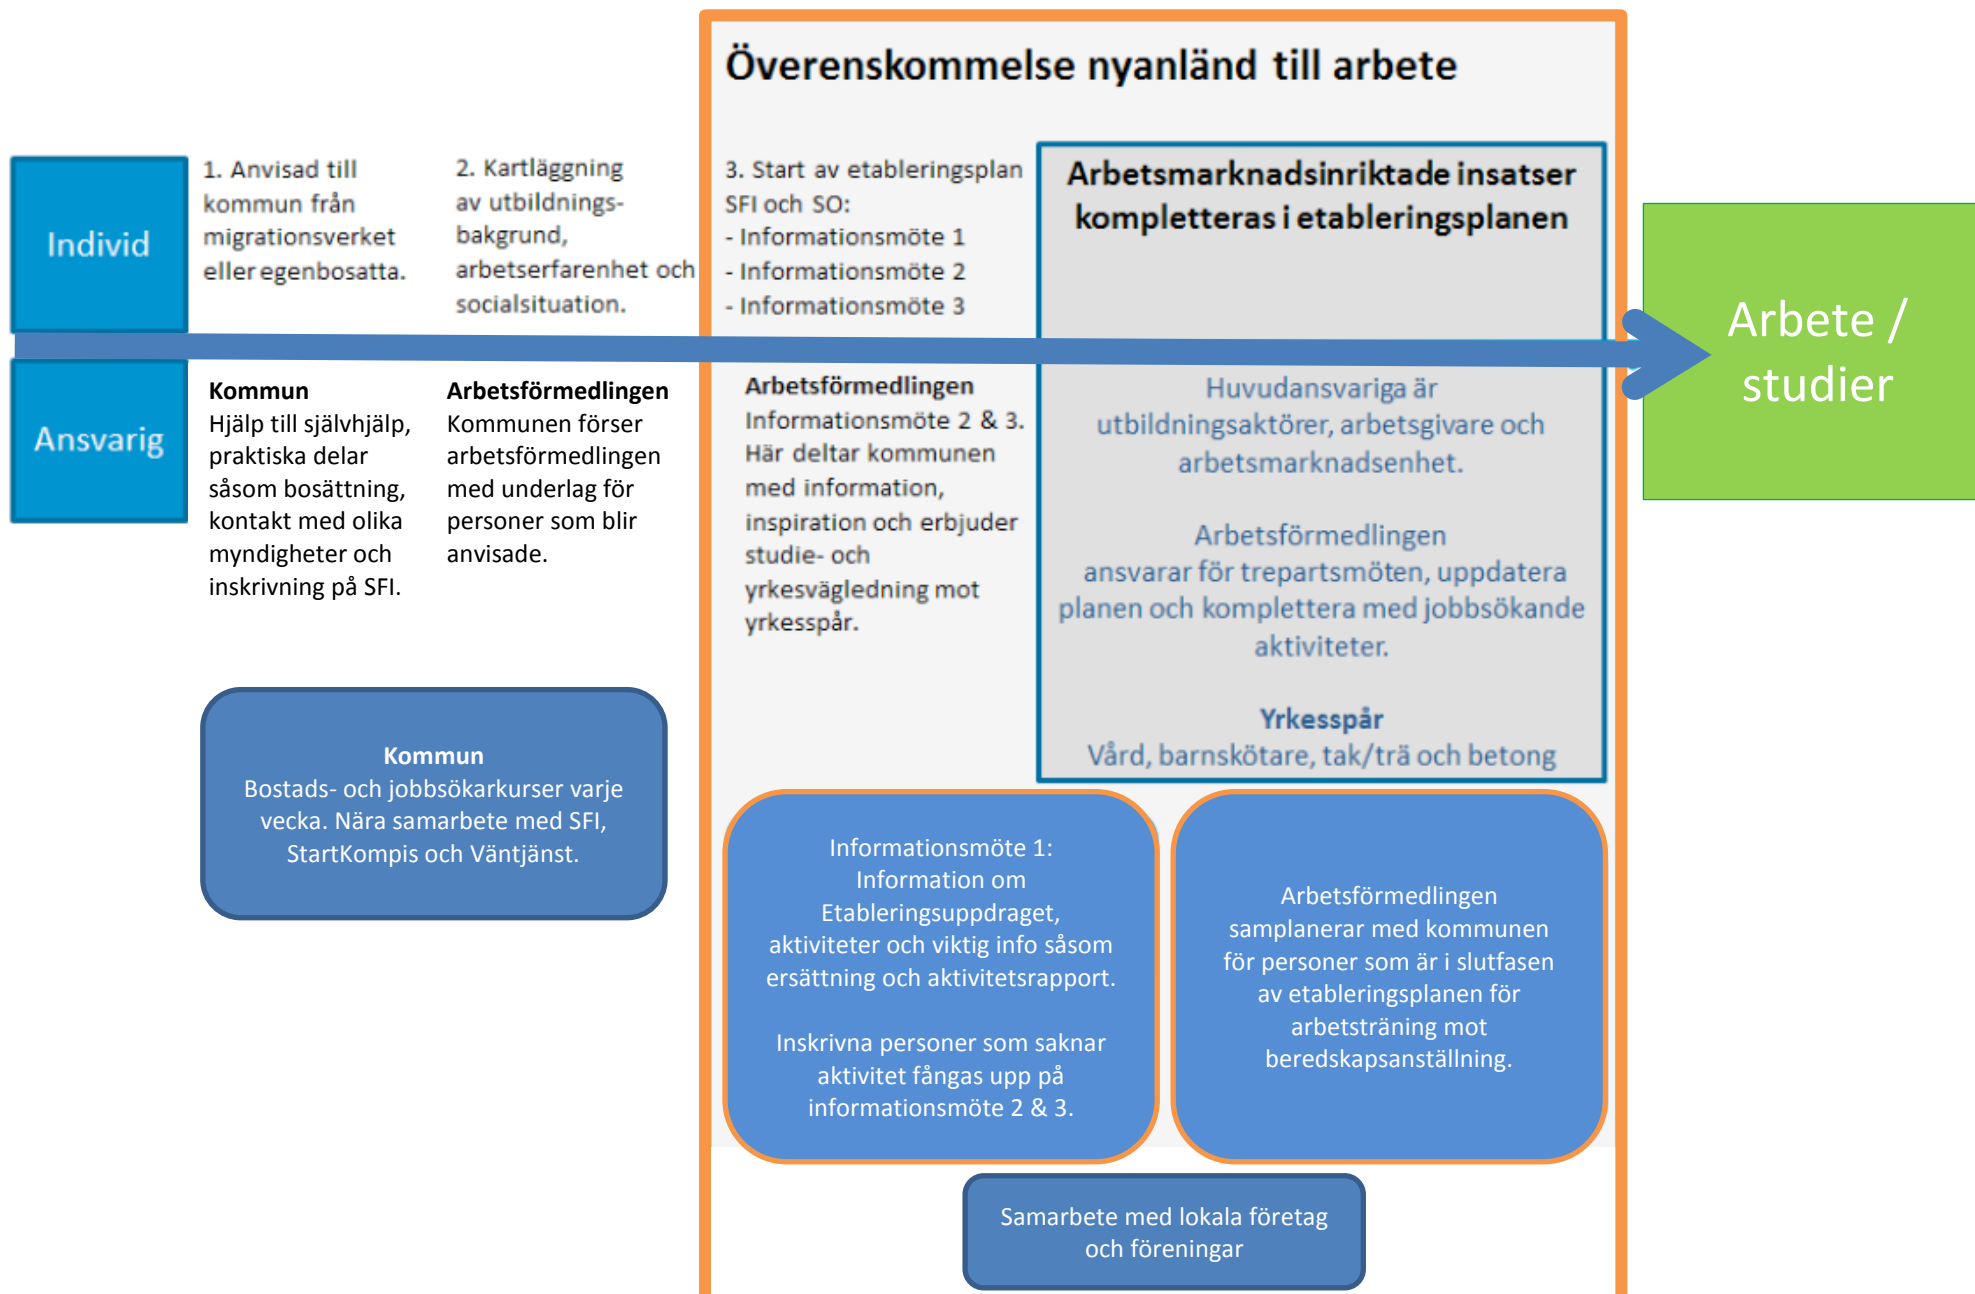 Överenskommelse nyanländ till arbete
Individ
1. Anvisad till
kommun från
migrationsverket
eller egenbosatta.
2. Kartläggning
av utbildnings-
bakgrund,
arbetserfarenhet och
socialsituation.
3. Start av etableringsplan
SFI och SO:
- Informationsmöte 1
- Informationsmöte 2
- Informationsmöte 3
Arbetsmarknadsinriktade insatser
kompletteras i etableringsplanen
Arbete /
studier
Ansvarig
Kommun
Hjälp till självhjälp,
praktiska delar
såsom bosättning,
kontakt med olika
myndigheter och
inskrivning på SFI.
Arbetsförmedlingen
Kommunen förser
arbetsförmedlingen
med underlag för
personer som blir
anvisade.
Arbetsförmedlingen
Informationsmöte 2 & 3.
Här deltar kommunen
med information,
inspiration och erbjuder
studie- och
yrkesvägledning mot
yrkesspår.
Huvudansvariga är
utbildningsaktörer, arbetsgivare och
arbetsmarknadsenhet.
Arbetsförmedlingen
ansvarar för trepartsmöten, uppdatera
planen och komplettera med jobbsökande
aktiviteter.
Yrkesspår
Vård, barnskötare, tak/trä och betong
Kommun
Bostads- och jobbsökarkurser varje
vecka. Nära samarbete med SFI,
StartKompis och Väntjänst.
Informationsmöte 1:
Information om
Etableringsuppdraget,
aktiviteter och viktig info såsom
ersättning och aktivitetsrapport.
Inskrivna personer som saknar
aktivitet fångas upp på
informationsmöte 2 & 3.
Arbetsförmedlingen
samplanerar med kommunen
för personer som är i slutfasen
av etableringsplanen för
arbetsträning mot
beredskapsanställning.
Samarbete med lokala företag
och föreningar